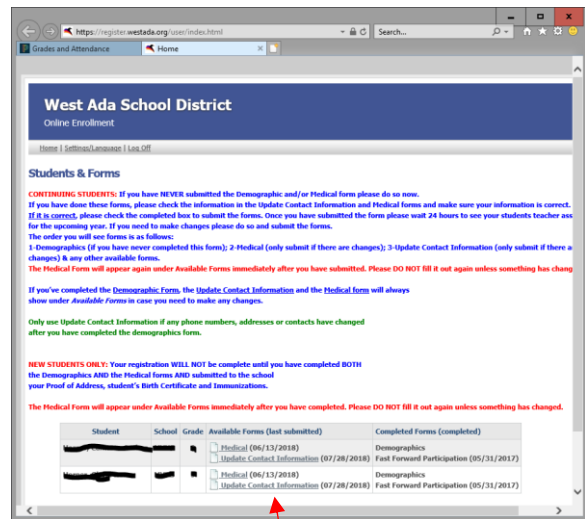 https://register.westada.org/user/index.html
Search...
Grades and Attendance
Home
West Ada School District
Online Enrollment
Home | Settings/Language | Log Off
Students & Forms
CONTINUING STUDENTS: If you have NEVER submitted the Demographic and/or Medical form please do so now.
If you have done these forms, please check the information in the Update Contact Information and Medical forms and make sure your information is correct.
If it is correct, please check the completed box to submit the forms. Once you have submitted the form please wait 24 hours to see your students teacher ass
for the upcoming year. If you need to make changes please do so and submit the forms.
The order you will see forms is as follows:
1-Demographics (if you have never completed this form); 2-Medical (only submit if there are changes); 3-Update Contact Information (only submit if there a
changes) & any other available forms.
The Medical Form will appear again under Available Forms immediately after you have submitted. Please DO NOT fill it out again unless something has chang
If you've completed the Demographic Form, the Update Contact Information and the Medical form will always
show under Available Forms in case you need to make any changes.
Only use Update Contact Information if any phone numbers, addresses or contacts have changed
after you have completed the demographics form.
NEW STUDENTS ONLY: Your registration WILL NOT be complete until you have completed BOTH
the Demographics AND the Medical forms AND submitted to the school
your Proof of Address, student's Birth Certificate and Immunizations.
The Medical Form will appear under Available Forms immediately after you have completed. Please DO NOT fill it out again unless something has changed.
Student School Grade Available Forms (last submitted) Completed Forms (completed)
Medical (06/13/2018) Demographics
Update Contact Information (07/28/2018) Fast Forward Participation (05/31/2017)
Medical (06/13/2018) Demographics
Update Contact Information (07/28/2018) Fast Forward Participation (05/31/2017)